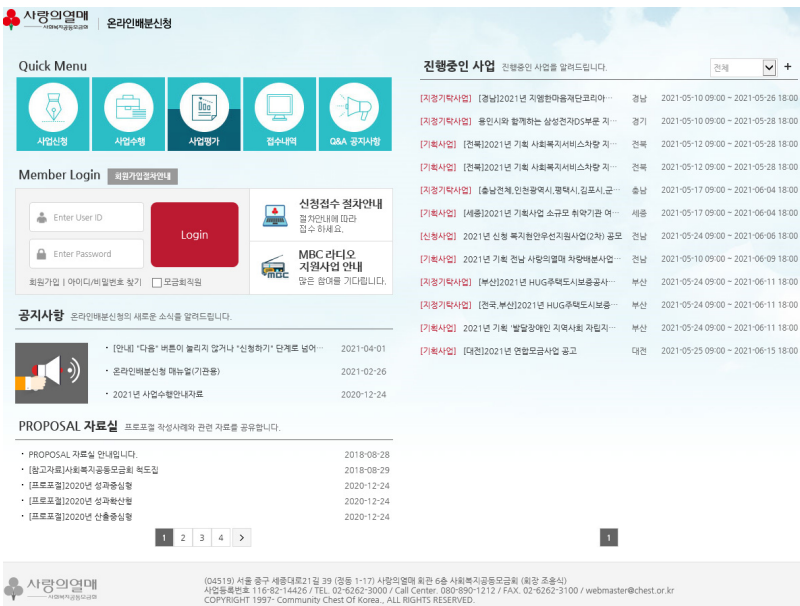 사랑의열매
사회복지공동모금회
온라인배분신청
Quick Menu
사업신청
사업수행
사업평가
접수내역
Q&A 공지사항
Member Login
회원가입절차안내
Enter User ID
Enter Password
Login
회원가입 | 아이디/비밀번호 찾기
모금회직원
신청접수 절차안내
절차안내에 따라
접수 하세요.
MBC 라디오
지원사업 안내
많은 참여를 기다립니다.
공지사항 온라인배분신청의 새로운 소식을 알려드립니다.
· [안내] "다음" 버튼이 눌리지 않거나 "신청하기" 단계로 넘어… 2021-04-01
· 온라인배분신청 매뉴얼(기관용) 2021-02-26
· 2021년 사업수행안내자료 2020-12-24
PROPOSAL 자료실 프로포절 작성사례와 관련 자료를 공유합니다.
· PROPOSAL 자료실 안내입니다. 2018-08-28
· [참고자료]사회복지공동모금회 척도집 2018-08-29
· [프로포절]2020년 성과중심형 2020-12-24
· [프로포절]2020년 성과확산형 2020-12-24
· [프로포절]2020년 산출중심형 2020-12-24
1 2 3 4 >
진행중인 사업 진행중인 사업을 알려드립니다.
전체
+
[지정기탁사업] [경남]2021년 지엠한마음재단코리아… 경남 2021-05-10 09:00 ~ 2021-05-26 18:00
[지정기탁사업] 용인시와 함께하는 삼성전자DS부문 지… 경기 2021-05-10 09:00 ~ 2021-05-28 18:00
[기획사업] [전북]2021년 기획 사회복지서비스차량 지… 전북 2021-05-12 09:00 ~ 2021-05-28 18:00
[기획사업] [전북]2021년 기획 사회복지서비스차량 지… 전북 2021-05-12 09:00 ~ 2021-05-28 18:00
[지정기탁사업] [충남전체,인천광역시,평택시,김포시,군… 충남 2021-05-17 09:00 ~ 2021-06-04 18:00
[기획사업] [세종]2021년 기획사업 소규모 취약기관 여… 세종 2021-05-17 09:00 ~ 2021-06-04 18:00
[신청사업] 2021년 신청 복지현안우선지원사업(2차) 공모 전남 2021-05-24 09:00 ~ 2021-06-06 18:00
[기획사업] 2021년 기획 전남 사랑의열매 차량배분사업… 전남 2021-05-10 09:00 ~ 2021-06-09 18:00
[지정기탁사업] [부산]2021년 HUG주택도시보증공사… 부산 2021-05-24 09:00 ~ 2021-06-11 18:00
[지정기탁사업] [전국,부산]2021년 HUG주택도시보증… 부산 2021-05-24 09:00 ~ 2021-06-11 18:00
[기획사업] 2021년 기획 '발달장애인 지역사회 자립지… 부산 2021-05-24 09:00 ~ 2021-06-11 18:00
[기획사업] [대전]2021년 연합모금사업 공고 대전 2021-05-25 09:00 ~ 2021-06-15 18:00
1
사랑의열매
사회복지공동모금회
(04519) 서울 중구 세종대로21길 39 (정동 1-17) 사랑의열매 회관 6층 사회복지공동모금회 (회장 조흥식)
사업등록번호 116-82-14426 / TEL. 02-6262-3000 / Call Center. 080-890-1212 / FAX. 02-6262-3100 / webmaster@chest.or.kr
COPYRIGHT 1997- Community Chest Of Korea., ALL RIGHTS RESERVED.